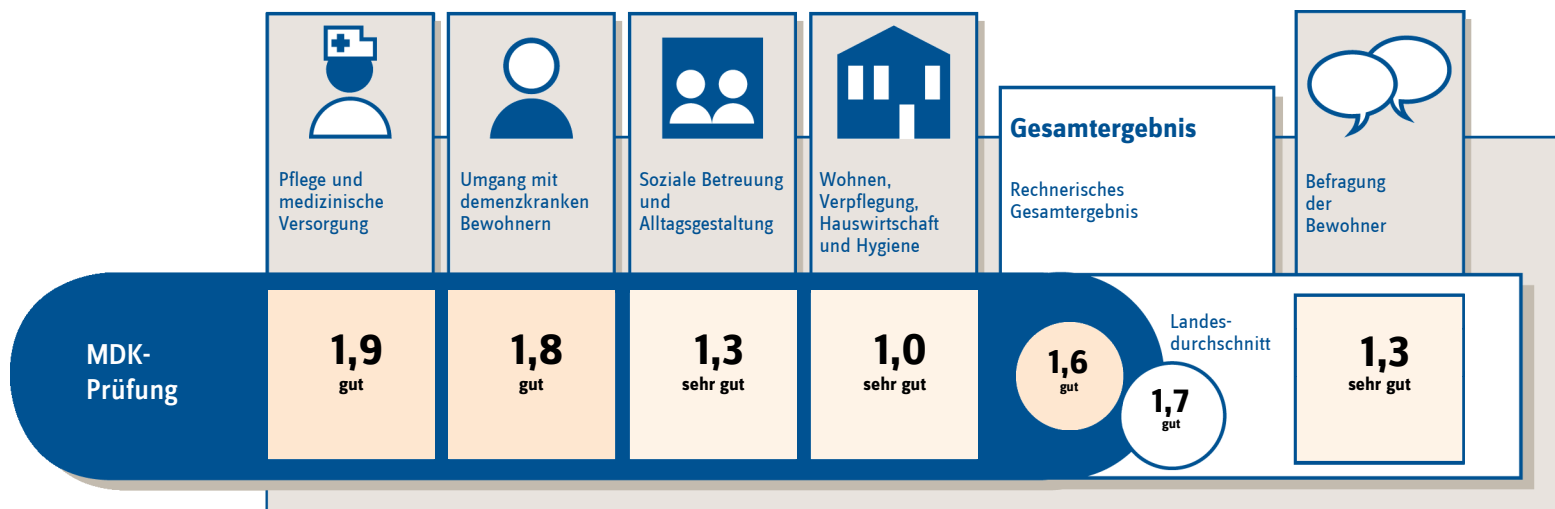 Pflege und
medizinische
Versorgung
Umgang mit
demenzkranken
Bewohnern
Soziale Betreuung
und
Alltagsgestaltung
Wohnen,
Verpflegung,
Hauswirtschaft
und Hygiene
Gesamtergebnis
Rechnerisches
Gesamtergebnis
Befragung
der
Bewohner
MDK-
Prüfung
1,9
gut
1,8
gut
1,3
sehr gut
1,0
sehr gut
1,6
gut
Landes-
durchschnitt
1,7
gut
1,3
sehr gut